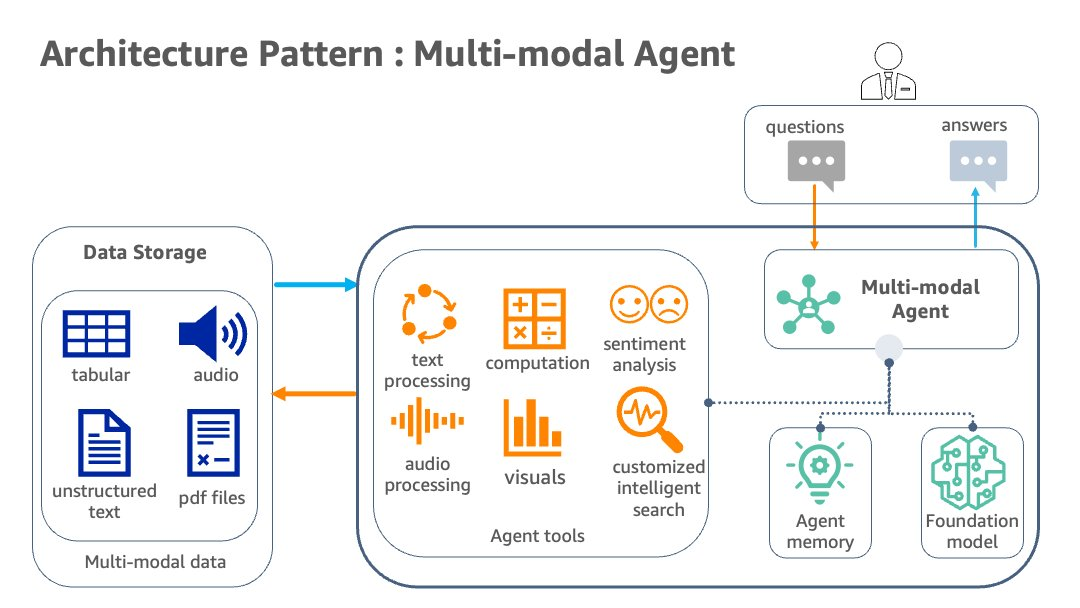 Architecture Pattern : Multi-modal Agent
questions
answers
Data Storage
tabular
audio
unstructured
text
pdf files
Multi-modal data
text
processing
computation
sentiment
analysis
audio
processing
visuals
customized
intelligent
search
Agent tools
Multi-modal
Agent
Agent
memory
Foundation
model